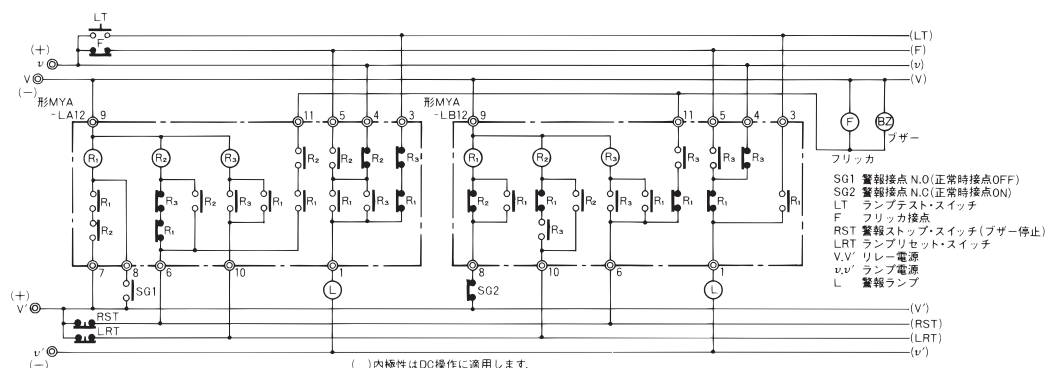 LT
F
(LT)
(+)
(F)
υ
(υ)
V
(V)
(−)
形MYA
-LA12
9
11
5
4
3
形MYA
-LB12
9
11
5
4
3
F
BZ
ブザー
フリッカ
R₁
R₂
R₃
R₂
R₁
R₂
R₃
R₁
R₂
R₃
R₂
R₁
R₃
R₁
R₁
R₁
R₁
R₁
R₂
R₃
R₃
R₃
R₃
R₁
R₂
R₁
R₂
R₁
R₃
R₁
R₃
R₁
R₁
R₁
7
8
6
10
1
8
10
6
1
SG1
L
SG2
L
(+)
V'
(V')
RST
(RST)
LRT
(LRT)
υ'
(υ')
(−)
( )内極性はDC操作に適用します.
SG1 警報接点 N.O(正常時接点OFF)
SG2 警報接点 N.C(正常時接点ON)
LT ランプテスト・スイッチ
F フリッカ接点
RST 警報ストップ・スイッチ(ブザー停止)
LRT ランプリセット・スイッチ
V.V' リレー電源
υ.υ' ランプ電源
L 警報ランプ